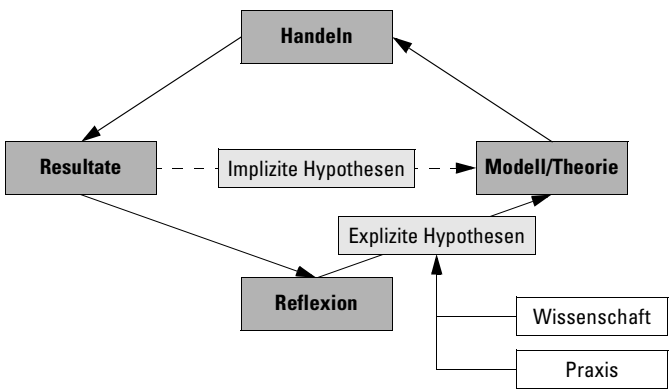 Handeln
Resultate
Implizite Hypothesen
Modell/Theorie
Explizite Hypothesen
Reflexion
Wissenschaft
Praxis